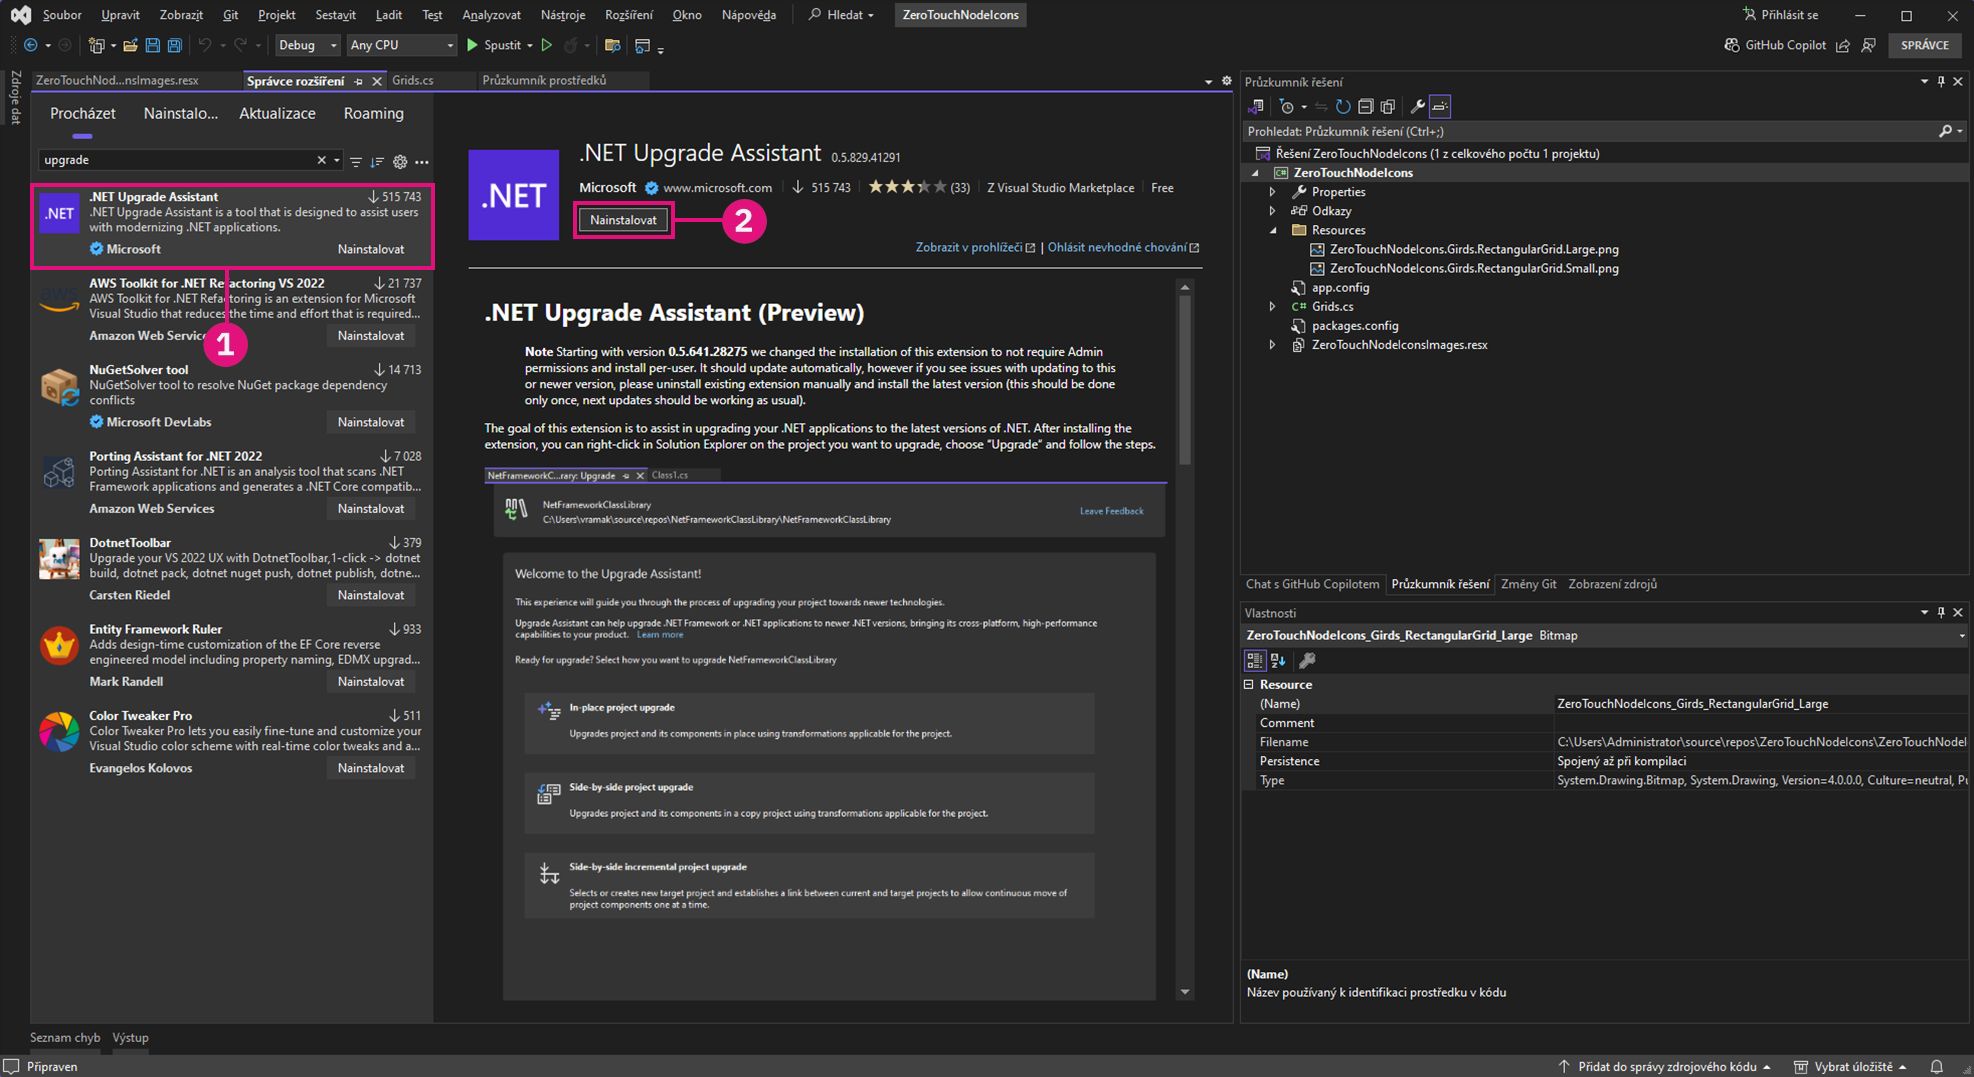 Soubor Upravit Zobrazit Git Projekt Sestavit Ladit Test Analyzovat Nástroje Rozšíření Okno Nápověda Hledat ZeroTouchNodeIcons Přihlásit se
Debug Any CPU Spustit GitHub Copilot SPRÁVCE
Zdroje dat
ZeroTouchNod...nsImages.resx Správce rozšíření Grids.cs Průzkumník prostředků
Procházet Nainstalo... Aktualizace Roaming
upgrade
.NET
.NET Upgrade Assistant 515 743
.NET Upgrade Assistant is a tool that is designed to assist users
with modernizing .NET applications.
Microsoft Nainstalovat
aws
AWS Toolkit for .NET Refactoring VS 2022 21 737
AWS Toolkit for .NET Refactoring is an extension for Microsoft
Visual Studio that reduces the time and effort that is required...
Amazon Web Servic Nainstalovat
1
NuGetSolver tool 14 713
NuGetSolver tool to resolve NuGet package dependency
conflicts
Microsoft DevLabs Nainstalovat
Porting Assistant for .NET 2022 7 028
Porting Assistant for .NET is an analysis tool that scans .NET
Framework applications and generates a .NET Core compatib...
Amazon Web Services Nainstalovat
DotnetToolbar 379
Upgrade your VS 2022 UX with DotnetToolbar,1-click -> dotnet
build, dotnet pack, dotnet nuget push, dotnet publish, dotne...
Carsten Riedel Nainstalovat
Entity Framework Ruler 933
Adds design-time customization of the EF Core reverse
engineered model including property naming, EDMX upgrad...
Mark Randell Nainstalovat
Color Tweaker Pro 511
Color Tweaker Pro lets you easily fine-tune and customize your
Visual Studio color scheme with real-time color tweaks and a...
Evangelos Kolovos Nainstalovat
.NET
.NET Upgrade Assistant 0.5.829.41291
Microsoft www.microsoft.com 515 743 (33) Z Visual Studio Marketplace Free
Nainstalovat 2
Zobrazit v prohlížeči | Ohlásit nevhodné chování
.NET Upgrade Assistant (Preview)
Note Starting with version 0.5.641.28275 we changed the installation of this extension to not require Admin
permissions and install per-user. It should update automatically, however if you see issues with updating to this
or newer version, please uninstall existing extension manually and install the latest version (this should be done
only once, next updates should be working as usual).
The goal of this extension is to assist in upgrading your .NET applications to the latest versions of .NET. After installing the
extension, you can right-click in Solution Explorer on the project you want to upgrade, choose "Upgrade" and follow the steps.
NetFrameworkC...rary: Upgrade Class1.cs
NetFrameworkClassLibrary
C:\Users\vramak\source\repos\NetFrameworkClassLibrary\NetFrameworkClassLibrary
Leave Feedback
Welcome to the Upgrade Assistant!
This experience will guide you through the process of upgrading your project towards newer technologies.
Upgrade Assistant can help upgrade .NET Framework or .NET applications to newer .NET versions, bringing its cross-platform, high-performance
capabilities to your product. Learn more
Ready for upgrade? Select how you want to upgrade NetFrameworkClassLibrary
In-place project upgrade
Upgrades project and its components in place using transformations applicable for the project.
Side-by-side project upgrade
Upgrades project and its components in a copy project using transformations applicable for the project.
Side-by-side incremental project upgrade
Selects or creates new target project and establishes a link between current and target projects to allow continuous move of
project components one at a time.
Průzkumník řešení
Prohledat: Průzkumník řešení (Ctrl+;)
Řešení ZeroTouchNodeIcons (1 z celkového počtu 1 projektu)
C# ZeroTouchNodeIcons
Properties
Odkazy
Resources
ZeroTouchNodeIcons.Girds.RectangularGrid.Large.png
ZeroTouchNodeIcons.Girds.RectangularGrid.Small.png
app.config
C# Grids.cs
packages.config
ZeroTouchNodeIconsImages.resx
Chat s GitHub Copilotem Průzkumník řešení Změny Git Zobrazení zdrojů
Vlastnosti
ZeroTouchNodeIcons_Girds_RectangularGrid_Large Bitmap
Resource
(Name) ZeroTouchNodeIcons_Girds_RectangularGrid_Large
Comment
Filename C:\Users\Administrator\source\repos\ZeroTouchNodeIcons\ZeroTouchNodeI
Persistence Spojený až při kompilaci
Type System.Drawing.Bitmap, System.Drawing, Version=4.0.0.0, Culture=neutral, Pu
(Name)
Název používaný k identifikaci prostředku v kódu
Seznam chyb Výstup
Připraven Přidat do správy zdrojového kódu Vybrat úložiště